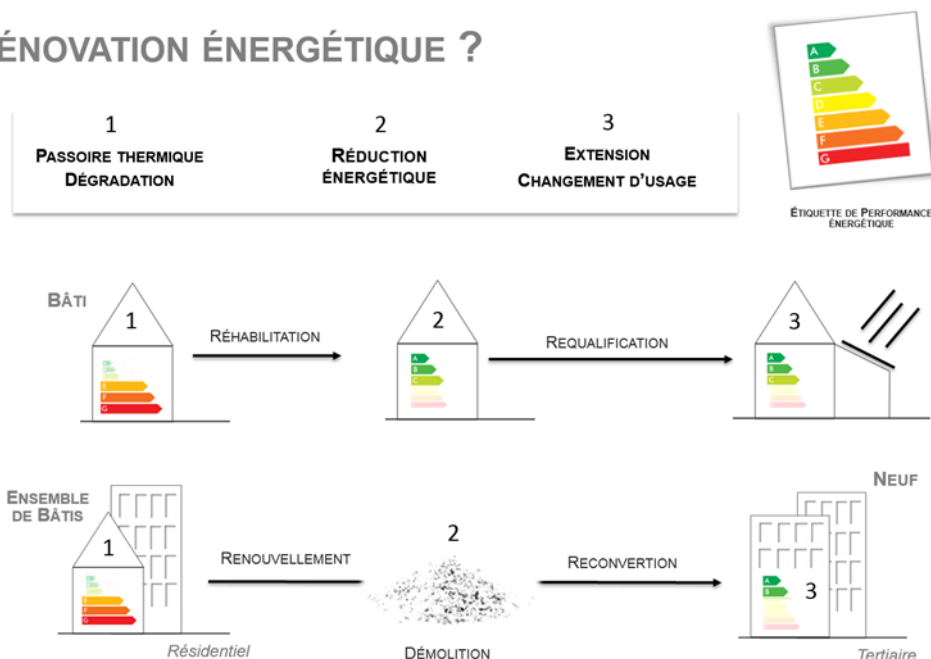 ÉNOVATION ÉNERGÉTIQUE ?
A
B
C
D
E
F
G
ÉTIQUETTE DE PERFORMANCE
ÉNERGÉTIQUE
1
PASSOIRE THERMIQUE
DÉGRADATION
2
RÉDUCTION
ÉNERGÉTIQUE
3
EXTENSION
CHANGEMENT D'USAGE
BÂTI
1
E
F
G
RÉHABILITATION
2
A
B
C
REQUALIFICATION
3
A
B
C
ENSEMBLE
DE BÂTIS
1
E
F
G
Résidentiel
RENOUVELLEMENT
2
DÉMOLITION
RECONVERTION
NEUF
A
B
3
Tertiaire